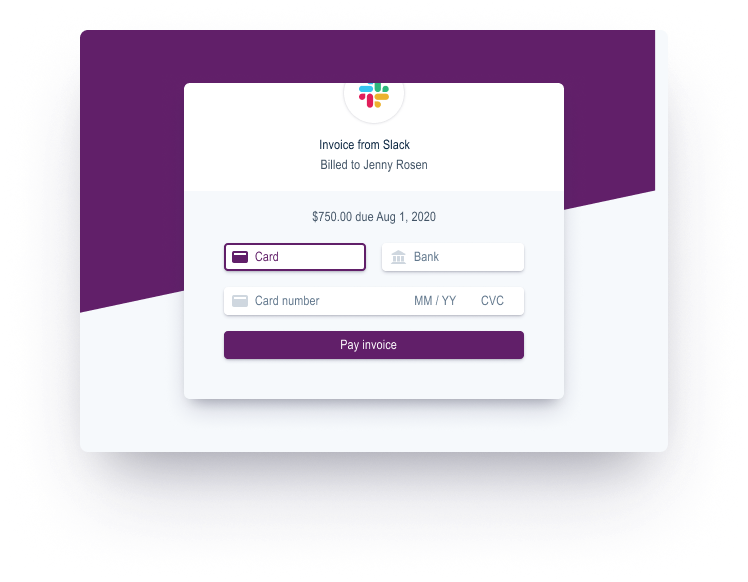 Invoice from Slack
Billed to Jenny Rosen
$750.00 due Aug 1, 2020
Card Bank
Card number MM / YY CVC
Pay invoice